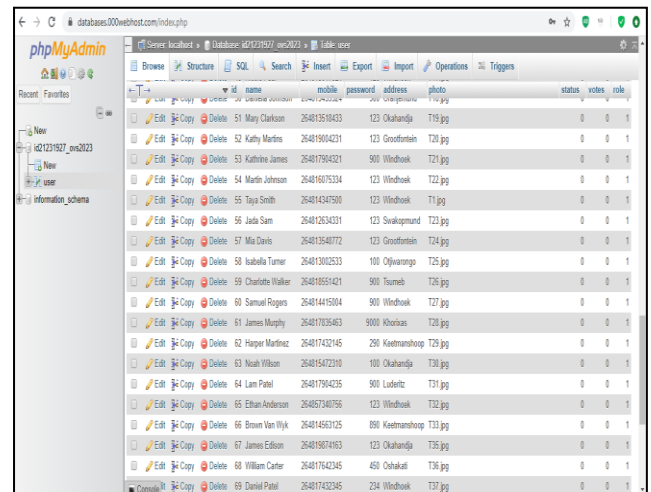 databases.000webhost.com/index.php
phpMyAdmin
Server: localhost » Database: id21231927_ovs2023 » Table: user
Browse Structure SQL Search Insert Export Import Operations Triggers
Recent Favorites
New
id21231927_ovs2023
New
user
information_schema
id name mobile password address photo status votes role
Edit Copy Delete 51 Mary Clarkson 264813518433 123 Okahandja T19.jpg 0 0 1
Edit Copy Delete 52 Kathy Martins 264819004231 123 Grootfontein T20.jpg 0 0 1
Edit Copy Delete 53 Kathrine James 264817904321 900 Windhoek T21.jpg 0 0 1
Edit Copy Delete 54 Martin Johnson 264816075334 123 Windhoek T22.jpg 0 0 1
Edit Copy Delete 55 Taya Smith 264814347500 123 Windhoek T1.jpg 0 0 1
Edit Copy Delete 56 Jada Sam 264812634331 123 Swakopmund T23.jpg 0 0 1
Edit Copy Delete 57 Mia Davis 264813548772 123 Grootfontein T24.jpg 0 0 1
Edit Copy Delete 58 Isabella Turner 264813002533 100 Otjiwarongo T25.jpg 0 0 1
Edit Copy Delete 59 Charlotte Walker 264818551421 900 Tsumeb T26.jpg 0 0 1
Edit Copy Delete 60 Samuel Rogers 264814415004 900 Windhoek T27.jpg 0 0 1
Edit Copy Delete 61 James Murphy 264817835463 9000 Khorixas T28.jpg 0 0 1
Edit Copy Delete 62 Harper Martinez 264817432145 290 Keetmanshoop T29.jpg 0 0 1
Edit Copy Delete 63 Noah Wilson 264815472310 100 Okahandja T30.jpg 0 0 1
Edit Copy Delete 64 Lam Patel 264817904235 900 Luderitz T31.jpg 0 0 1
Edit Copy Delete 65 Ethan Anderson 264857340756 123 Windhoek T32.jpg 0 0 1
Edit Copy Delete 66 Brown Van Wyk 264814563125 890 Keetmanshoop T33.jpg 0 0 1
Edit Copy Delete 67 James Edison 264819874163 123 Okahandja T35.jpg 0 0 1
Edit Copy Delete 68 William Carter 264817642345 450 Oshakati T36.jpg 0 0 1
Console Edit Copy Delete 69 Daniel Patel 264817432345 234 Windhoek T37.jpg 0 0 1